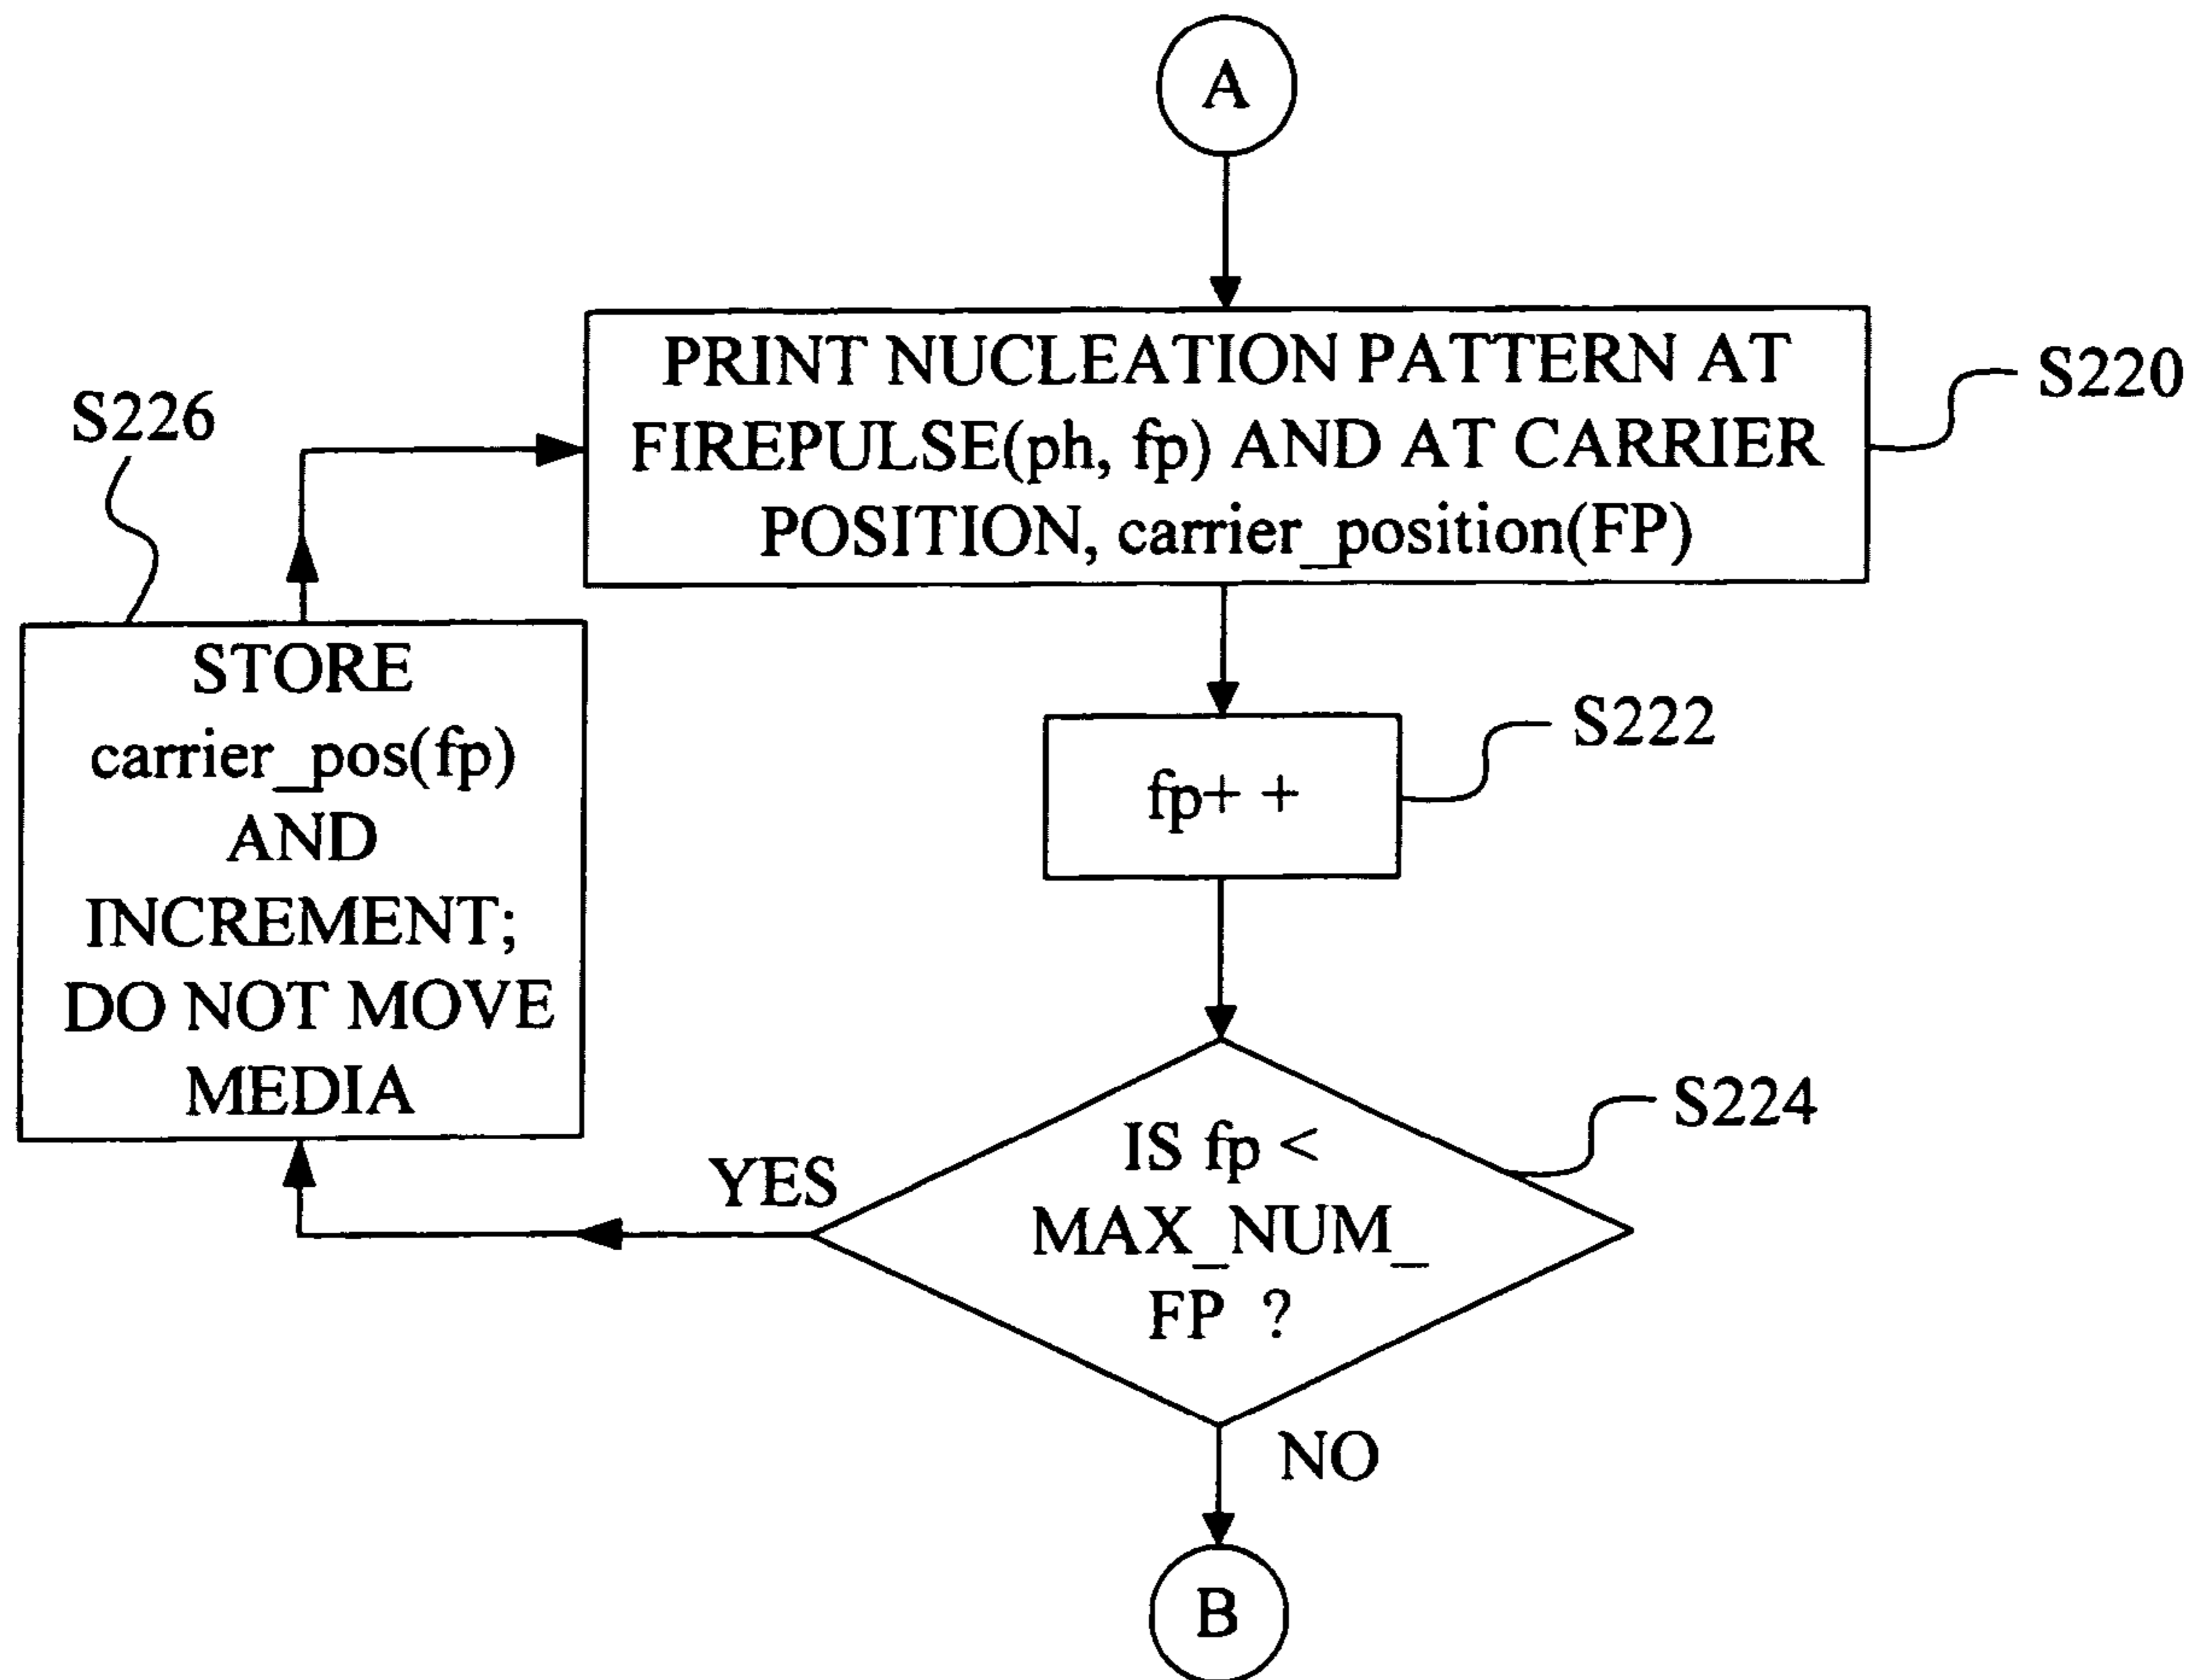 A
PRINT NUCLEATION PATTERN AT
FIREPULSE(ph, fp) AND AT CARRIER
POSITION, carrier_position(FP)
S220
S226
STORE
carrier_pos(fp)
AND
INCREMENT;
DO NOT MOVE
MEDIA
fp+ +
S222
IS fp <
MAX_NUM_
FP ?
S224
YES
NO
B